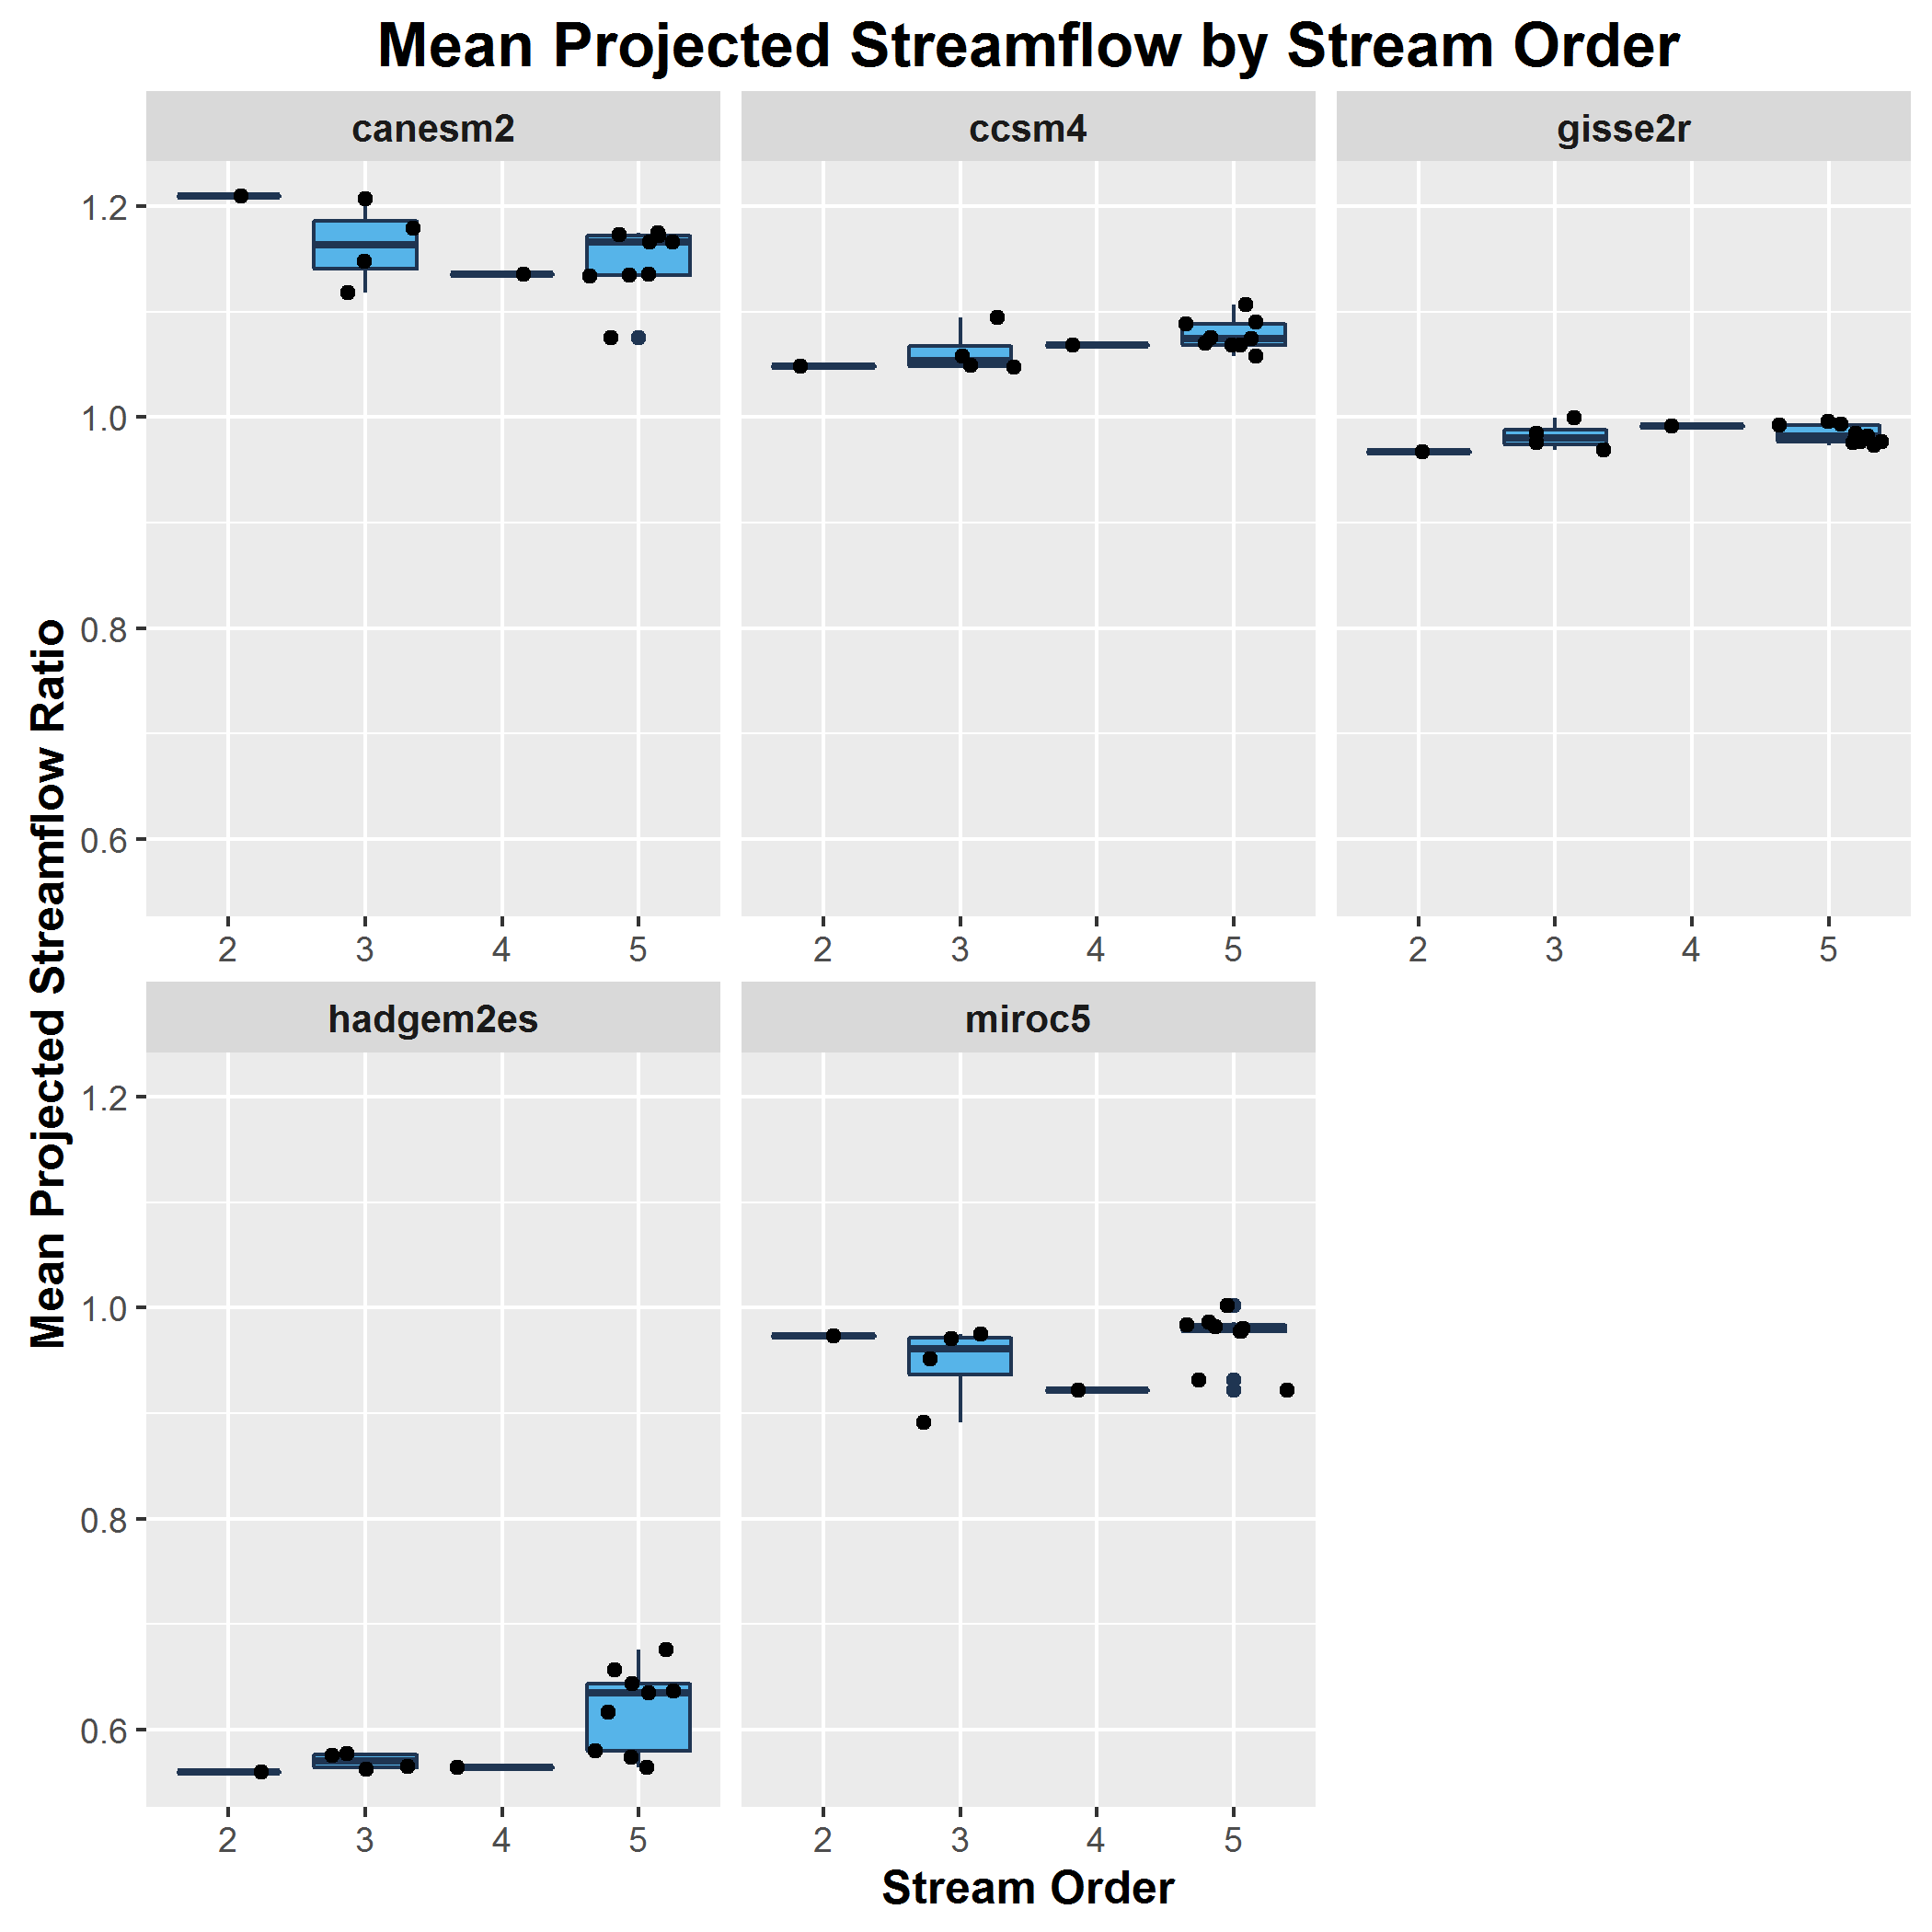 Mean Projected Streamflow by Stream Order
canesm2
ccsm4
gisse2r
1.2
1.0
0.8
0.6
2 3 4 5
2 3 4 5
2 3 4 5
Mean Projected Streamflow Ratio
hadgem2es
miroc5
1.2
1.0
0.8
0.6
2 3 4 5
2 3 4 5
Stream Order